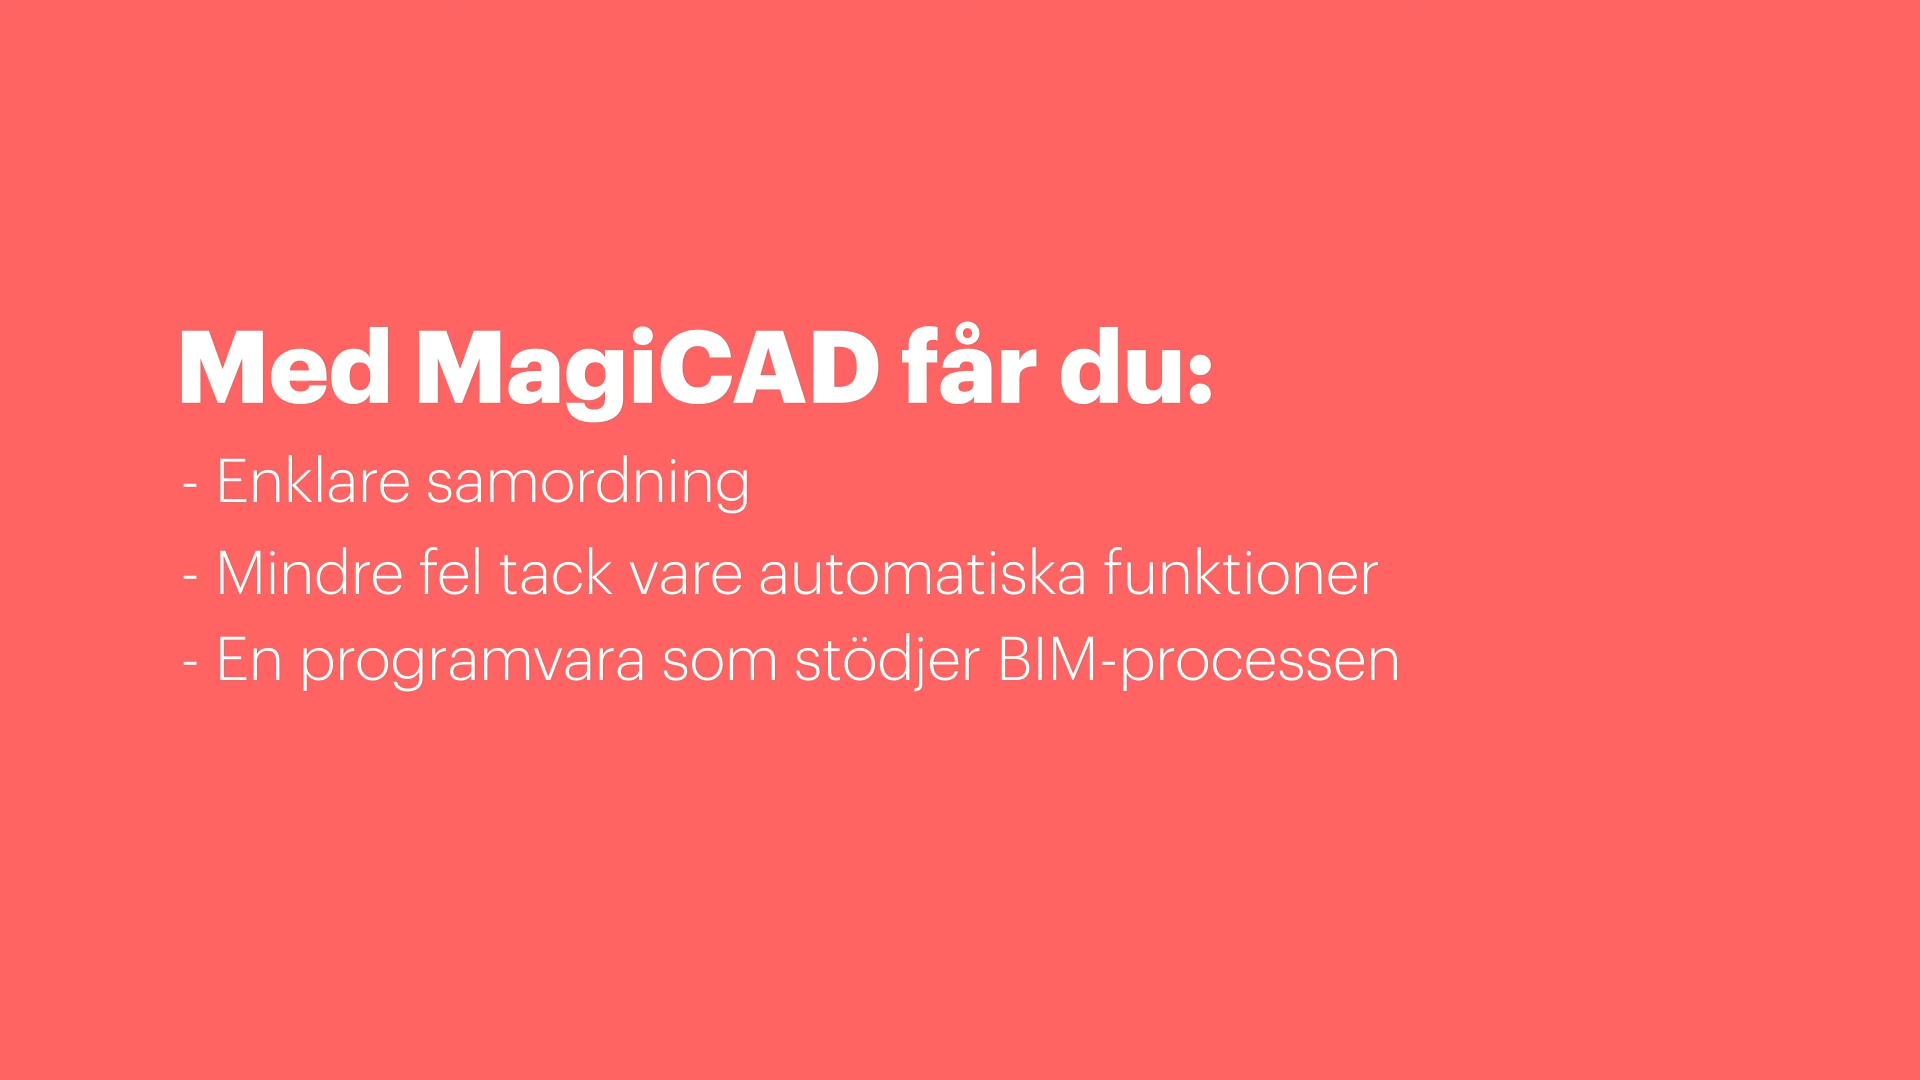 Med MagiCAD får du:
- Enklare samordning
- Mindre fel tack vare automatiska funktioner
- En programvara som stödjer BIM-processen